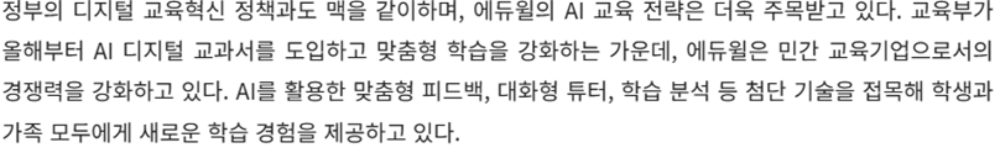 정부의 디지털 교육혁신 정책과도 맥을 같이하며, 에듀윌의 AI 교육 전략은 더욱 주목받고 있다. 교육부가
올해부터 AI 디지털 교과서를 도입하고 맞춤형 학습을 강화하는 가운데, 에듀윌은 민간 교육기업으로서의
경쟁력을 강화하고 있다. AI를 활용한 맞춤형 피드백, 대화형 튜터, 학습 분석 등 첨단 기술을 접목해 학생과
가족 모두에게 새로운 학습 경험을 제공하고 있다.